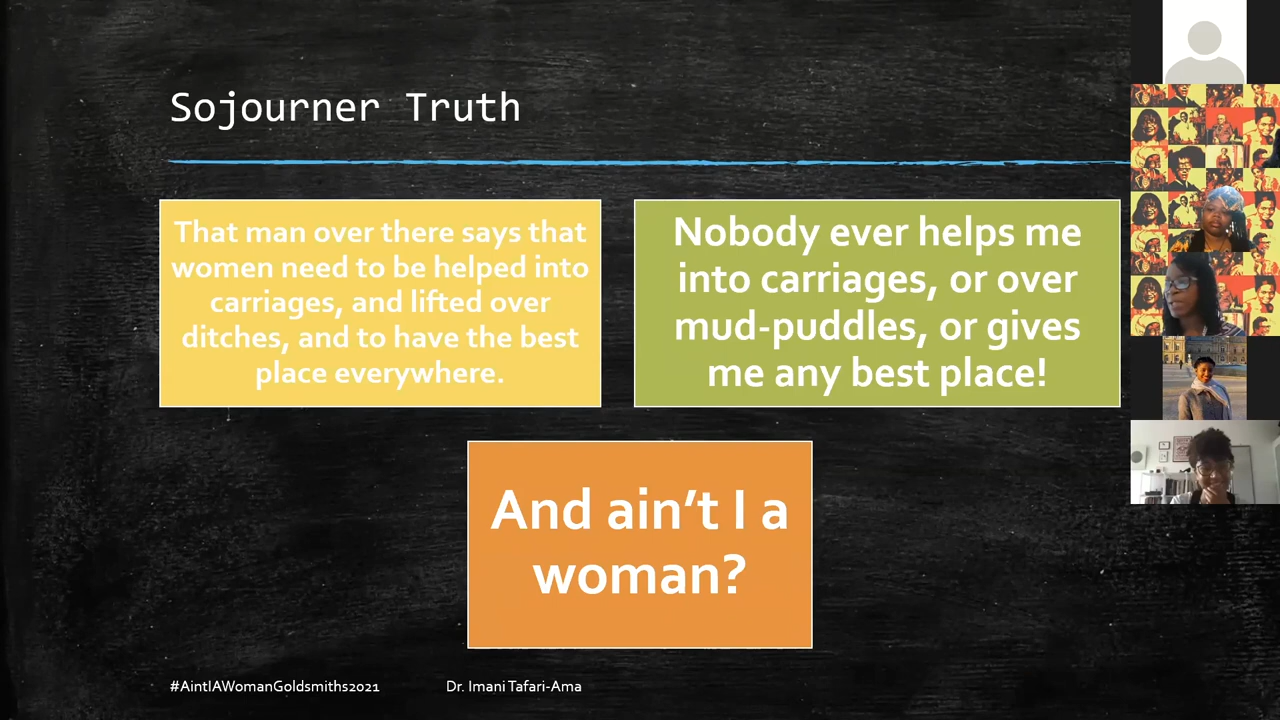 Sojourner Truth
That man over there says that
women need to be helped into
carriages, and lifted over
ditches, and to have the best
place everywhere.
Nobody ever helps me
into carriages, or over
mud-puddles, or gives
me any best place!
And ain’t I a
woman?
#AintIAWomanGoldsmiths2021
Dr. Imani Tafari-Ama